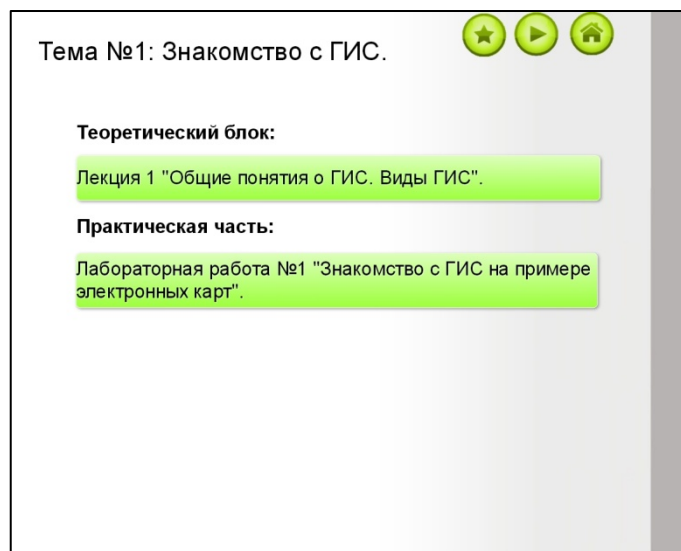 Тема №1: Знакомство с ГИС.
Теоретический блок:
Лекция 1 "Общие понятия о ГИС. Виды ГИС".
Практическая часть:
Лабораторная работа №1 "Знакомство с ГИС на примере
электронных карт".